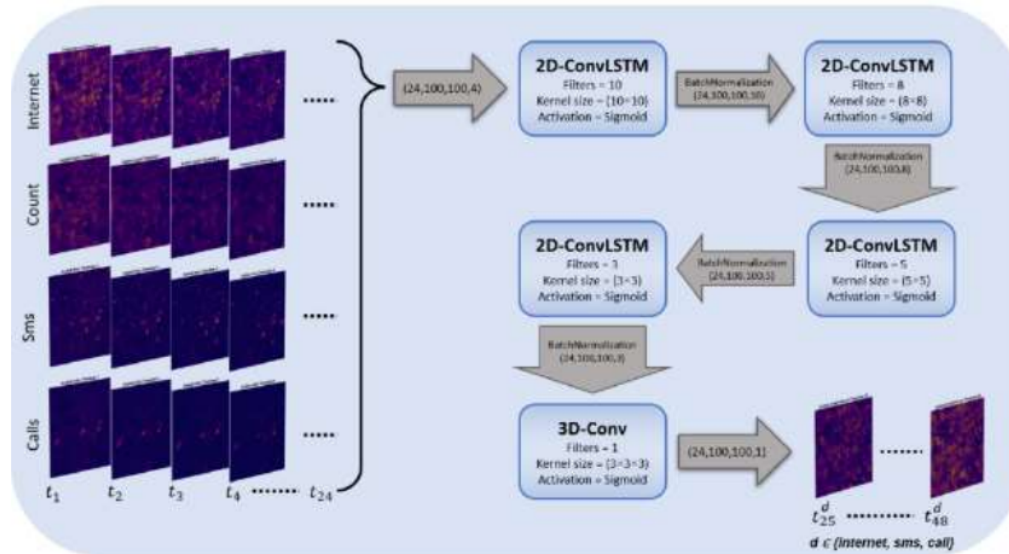 Internet
Count
Sms
Calls
t₁ t₂ t₃ t₄ ........ t₂₄
(24,100,100,4)
2D-ConvLSTM
Filters = 10
Kernel size = (10×10)
Activation = Sigmoid
BatchNormalization
(24,100,100,10)
2D-ConvLSTM
Filters = 8
Kernel size = (8×8)
Activation = Sigmoid
BatchNormalization
(24,100,100,8)
2D-ConvLSTM
Filters = 5
Kernel size = (5×5)
Activation = Sigmoid
BatchNormalization
(24,100,100,5)
2D-ConvLSTM
Filters = 3
Kernel size = (3×3)
Activation = Sigmoid
BatchNormalization
(24,100,100,3)
3D-Conv
Filters = 1
Kernel size = (3×3×3)
Activation = Sigmoid
(24,100,100,1)
t₂₅ᵈ ........... t₄₈ᵈ
d ϵ {internet, sms, call}